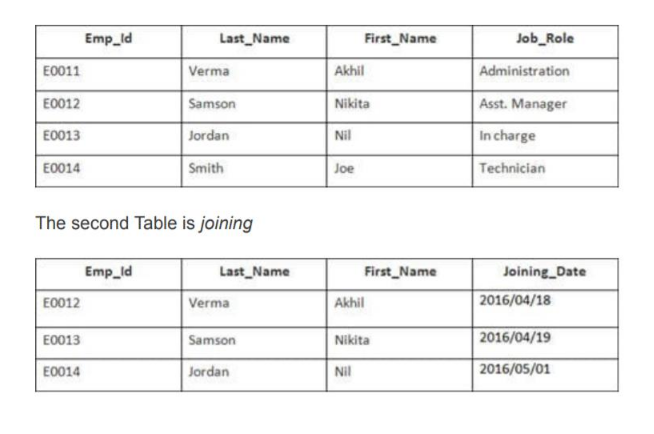 Emp_Id Last_Name First_Name Job_Role
E0011 Verma Akhil Administration
E0012 Samson Nikita Asst. Manager
E0013 Jordan Nil In charge
E0014 Smith Joe Technician
The second Table is joining
Emp_Id Last_Name First_Name Joining_Date
E0012 Verma Akhil 2016/04/18
E0013 Samson Nikita 2016/04/19
E0014 Jordan Nil 2016/05/01